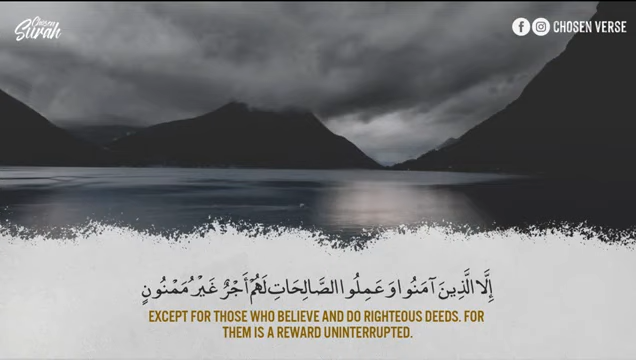 Chosen
Surah
CHOSEN VERSE
إِلَّا الَّذِينَ آمَنُوا وَعَمِلُوا الصَّالِحَاتِ لَهُمْ أَجْرٌ غَيْرُ مَمْنُونٍ
EXCEPT FOR THOSE WHO BELIEVE AND DO RIGHTEOUS DEEDS. FOR
THEM IS A REWARD UNINTERRUPTED.